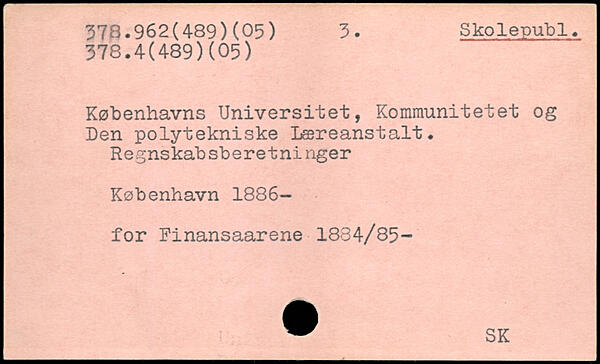 378.962(489)(05) 3. Skolepubl.
378.4(489)(05)
Københavns Universitet, Kommunitetet og
Den polytekniske Læreanstalt.
Regnskabsberetninger
København 1886-
for Finansaarene 1884/85-
SK